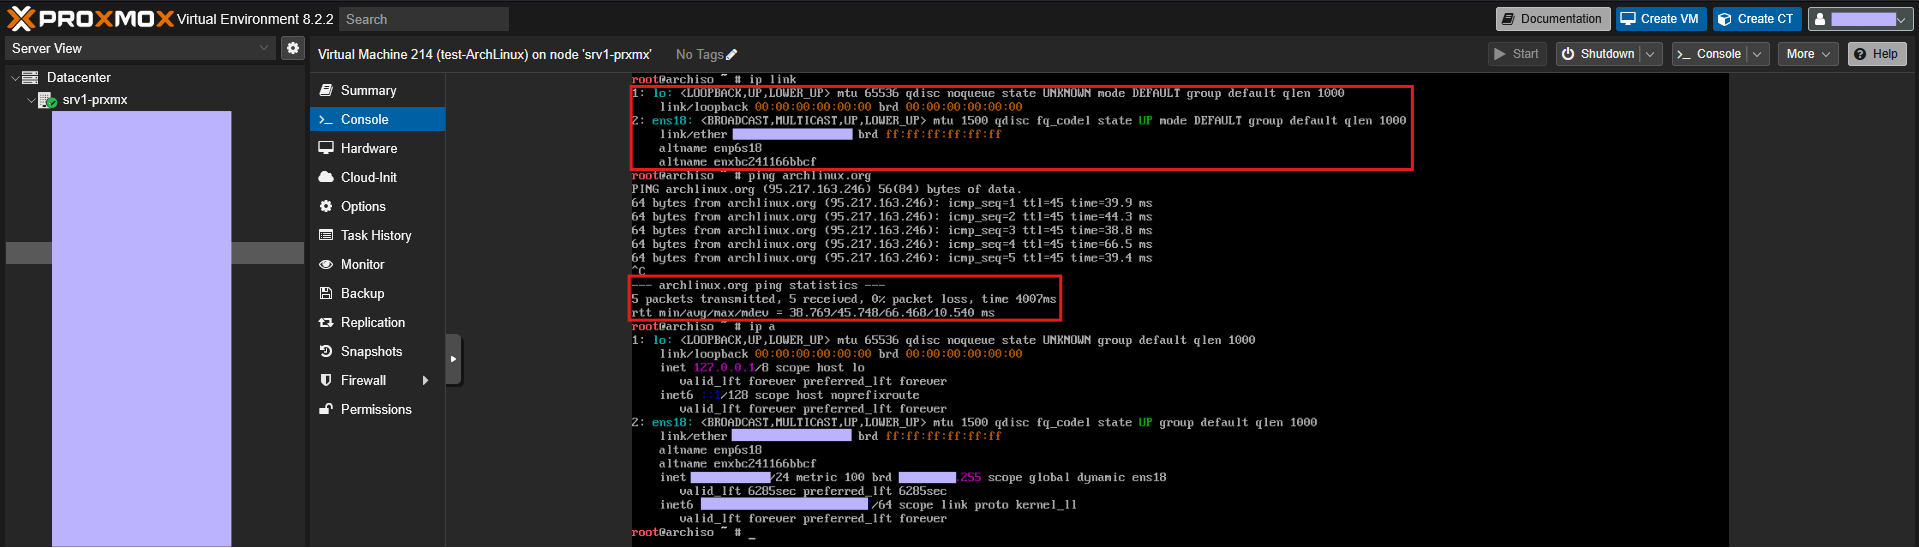 PROXMOX Virtual Environment 8.2.2 Search Documentation Create VM Create CT
Server View
Virtual Machine 214 (test-ArchLinux) on node 'srv1-prxmx' No Tags Start Shutdown Console More Help
Datacenter
srv1-prxmx
Summary
Console
Hardware
Cloud-Init
Options
Task History
Monitor
Backup
Replication
Snapshots
Firewall
Permissions
root@archiso ~ # ip link
1: lo: <LOOPBACK,UP,LOWER_UP> mtu 65536 qdisc noqueue state UNKNOWN mode DEFAULT group default qlen 1000
link/loopback 00:00:00:00:00:00 brd 00:00:00:00:00:00
2: ens18: <BROADCAST,MULTICAST,UP,LOWER_UP> mtu 1500 qdisc fq_codel state UP mode DEFAULT group default qlen 1000
link/ether brd ff:ff:ff:ff:ff:ff
altname enp6s18
altname enxbc241166bbcf
root@archiso ~ # ping archlinux.org
PING archlinux.org (95.217.163.246) 56(84) bytes of data.
64 bytes from archlinux.org (95.217.163.246): icmp_seq=1 ttl=45 time=39.9 ms
64 bytes from archlinux.org (95.217.163.246): icmp_seq=2 ttl=45 time=44.3 ms
64 bytes from archlinux.org (95.217.163.246): icmp_seq=3 ttl=45 time=38.8 ms
64 bytes from archlinux.org (95.217.163.246): icmp_seq=4 ttl=45 time=66.5 ms
64 bytes from archlinux.org (95.217.163.246): icmp_seq=5 ttl=45 time=39.4 ms
^C
--- archlinux.org ping statistics ---
5 packets transmitted, 5 received, 0% packet loss, time 4007ms
rtt min/avg/max/mdev = 38.769/45.748/66.468/10.540 ms
root@archiso ~ # ip a
1: lo: <LOOPBACK,UP,LOWER_UP> mtu 65536 qdisc noqueue state UNKNOWN group default qlen 1000
link/loopback 00:00:00:00:00:00 brd 00:00:00:00:00:00
inet 127.0.0.1/8 scope host lo
valid_lft forever preferred_lft forever
inet6 ::1/128 scope host noprefixroute
valid_lft forever preferred_lft forever
2: ens18: <BROADCAST,MULTICAST,UP,LOWER_UP> mtu 1500 qdisc fq_codel state UP group default qlen 1000
link/ether brd ff:ff:ff:ff:ff:ff
altname enp6s18
altname enxbc241166bbcf
inet /24 metric 100 brd .255 scope global dynamic ens18
valid_lft 6285sec preferred_lft 6285sec
inet6 /64 scope link proto kernel_ll
valid_lft forever preferred_lft forever
root@archiso ~ # _